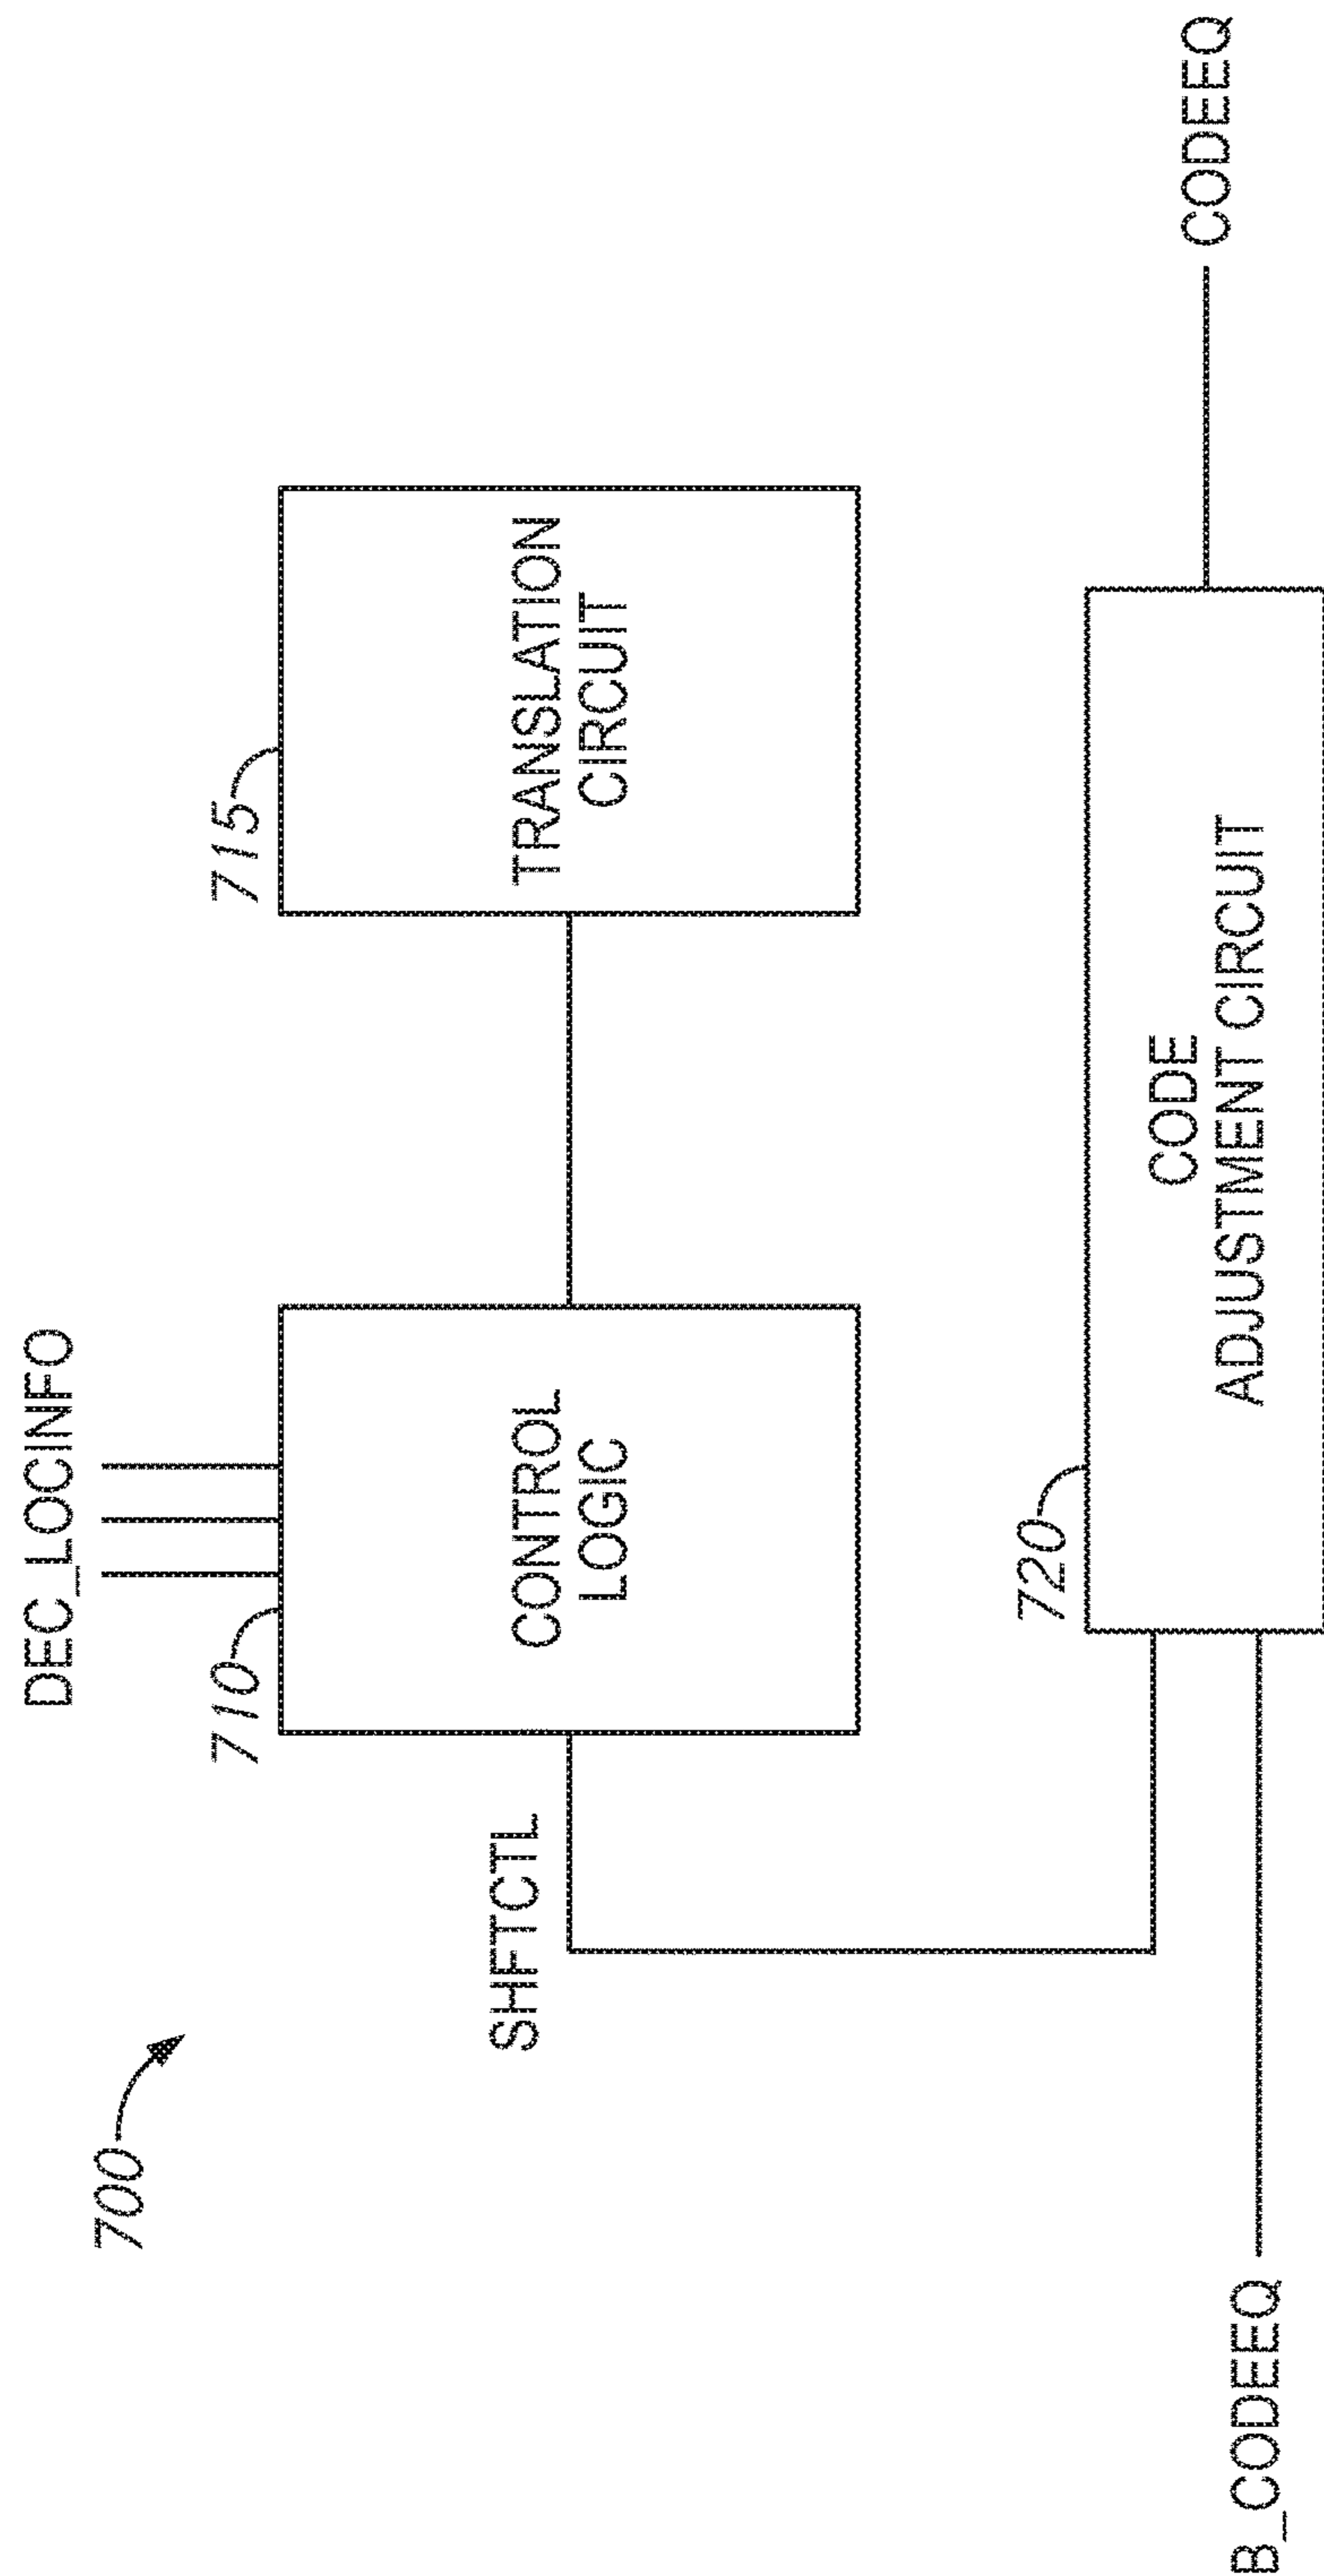 DEC_LOCINFO
700
710
715
SHFTCTL
CONTROL
LOGIC
TRANSLATION
CIRCUIT
720
CODE
ADJUSTMENT CIRCUIT
B_CODEEQ
CODEEQ